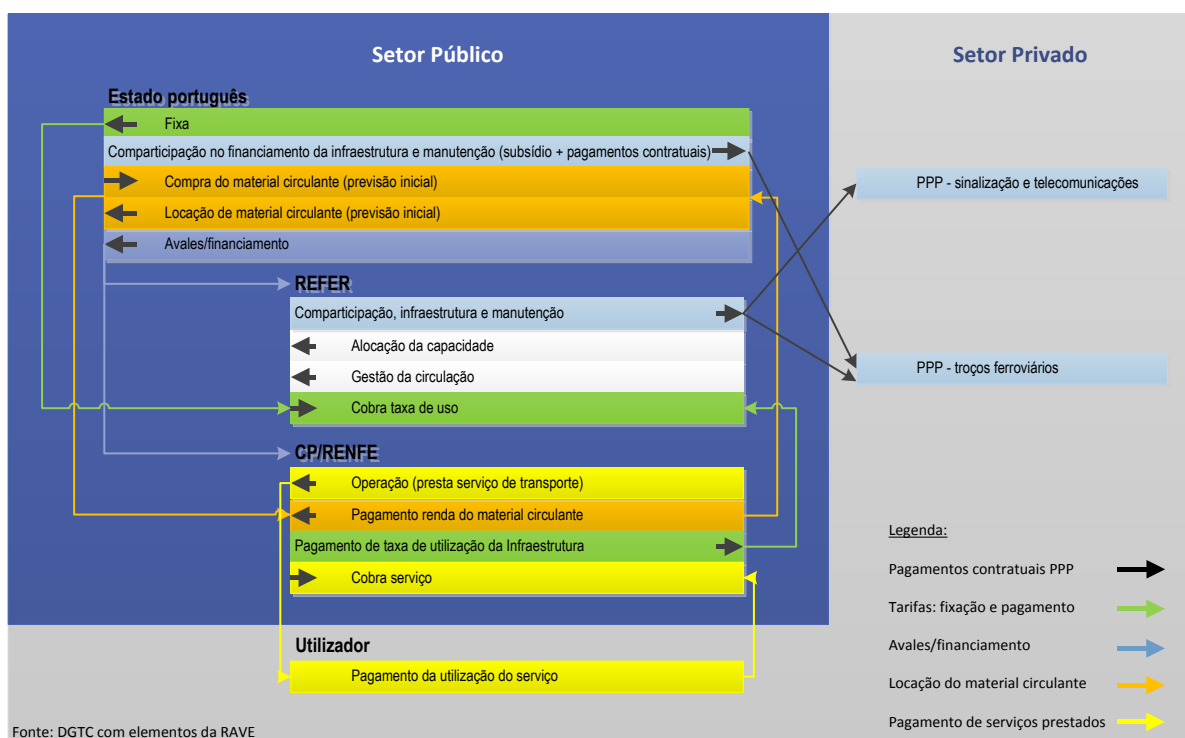 Setor Público
Setor Privado
Estado português
Fixa
Comparticipação no financiamento da infraestrutura e manutenção (subsídio + pagamentos contratuais)
Compra do material circulante (previsão inicial)
Locação de material circulante (previsão inicial)
Avales/financiamento
REFER
Comparticipação, infraestrutura e manutenção
Alocação da capacidade
Gestão da circulação
Cobra taxa de uso
CP/RENFE
Operação (presta serviço de transporte)
Pagamento renda do material circulante
Pagamento de taxa de utilização da Infraestrutura
Cobra serviço
Utilizador
Pagamento da utilização do serviço
PPP - sinalização e telecomunicações
PPP - troços ferroviários
Legenda:
Pagamentos contratuais PPP
Tarifas: fixação e pagamento
Avales/financiamento
Locação do material circulante
Pagamento de serviços prestados
Fonte: DGTC com elementos da RAVE